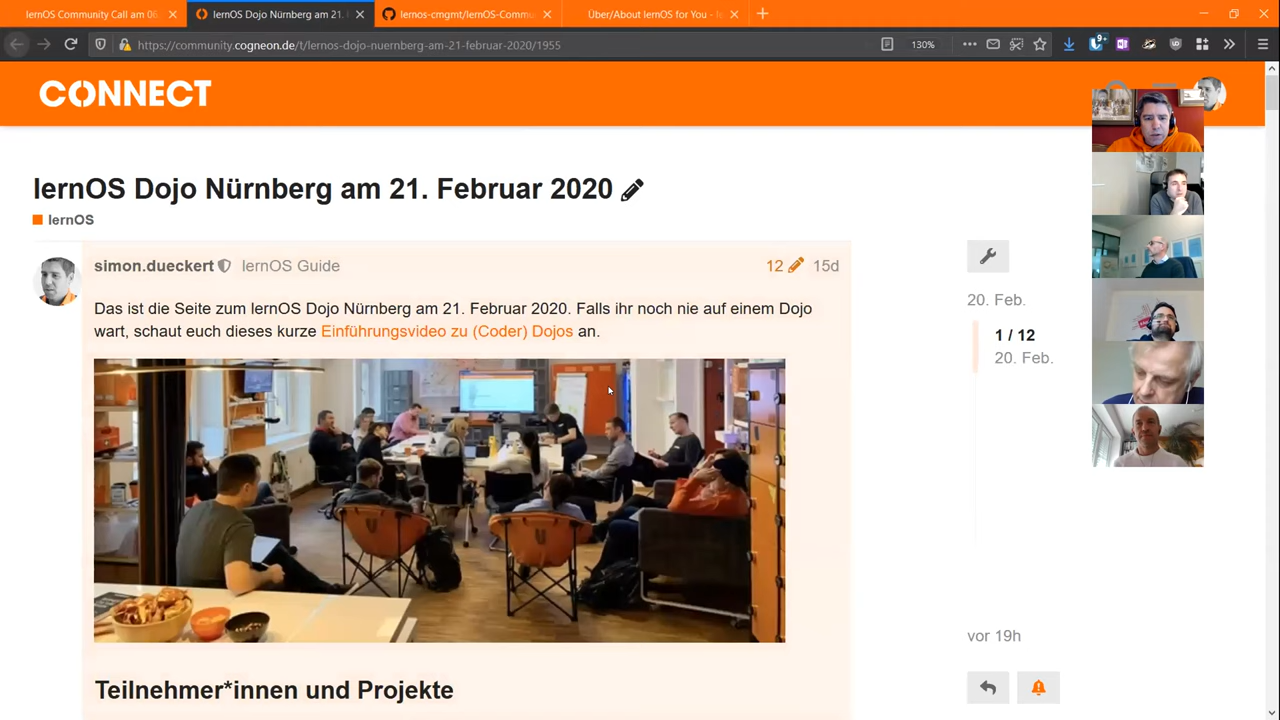 lernOS Community Call am 06.
lernOS Dojo Nürnberg am 21.
lernos-cmgmt/lernOS-Commu
Über/About lernOS for You - le
https://community.cogneon.de/t/lernos-dojo-nuernberg-am-21-februar-2020/1955
130%
9+
CONNECT
lernOS Dojo Nürnberg am 21. Februar 2020
lernOS
simon.dueckert lernOS Guide
12 15d
Das ist die Seite zum lernOS Dojo Nürnberg am 21. Februar 2020. Falls ihr noch nie auf einem Dojo
wart, schaut euch dieses kurze Einführungsvideo zu (Coder) Dojos an.
20. Feb.
1 / 12
20. Feb.
vor 19h
Teilnehmer*innen und Projekte